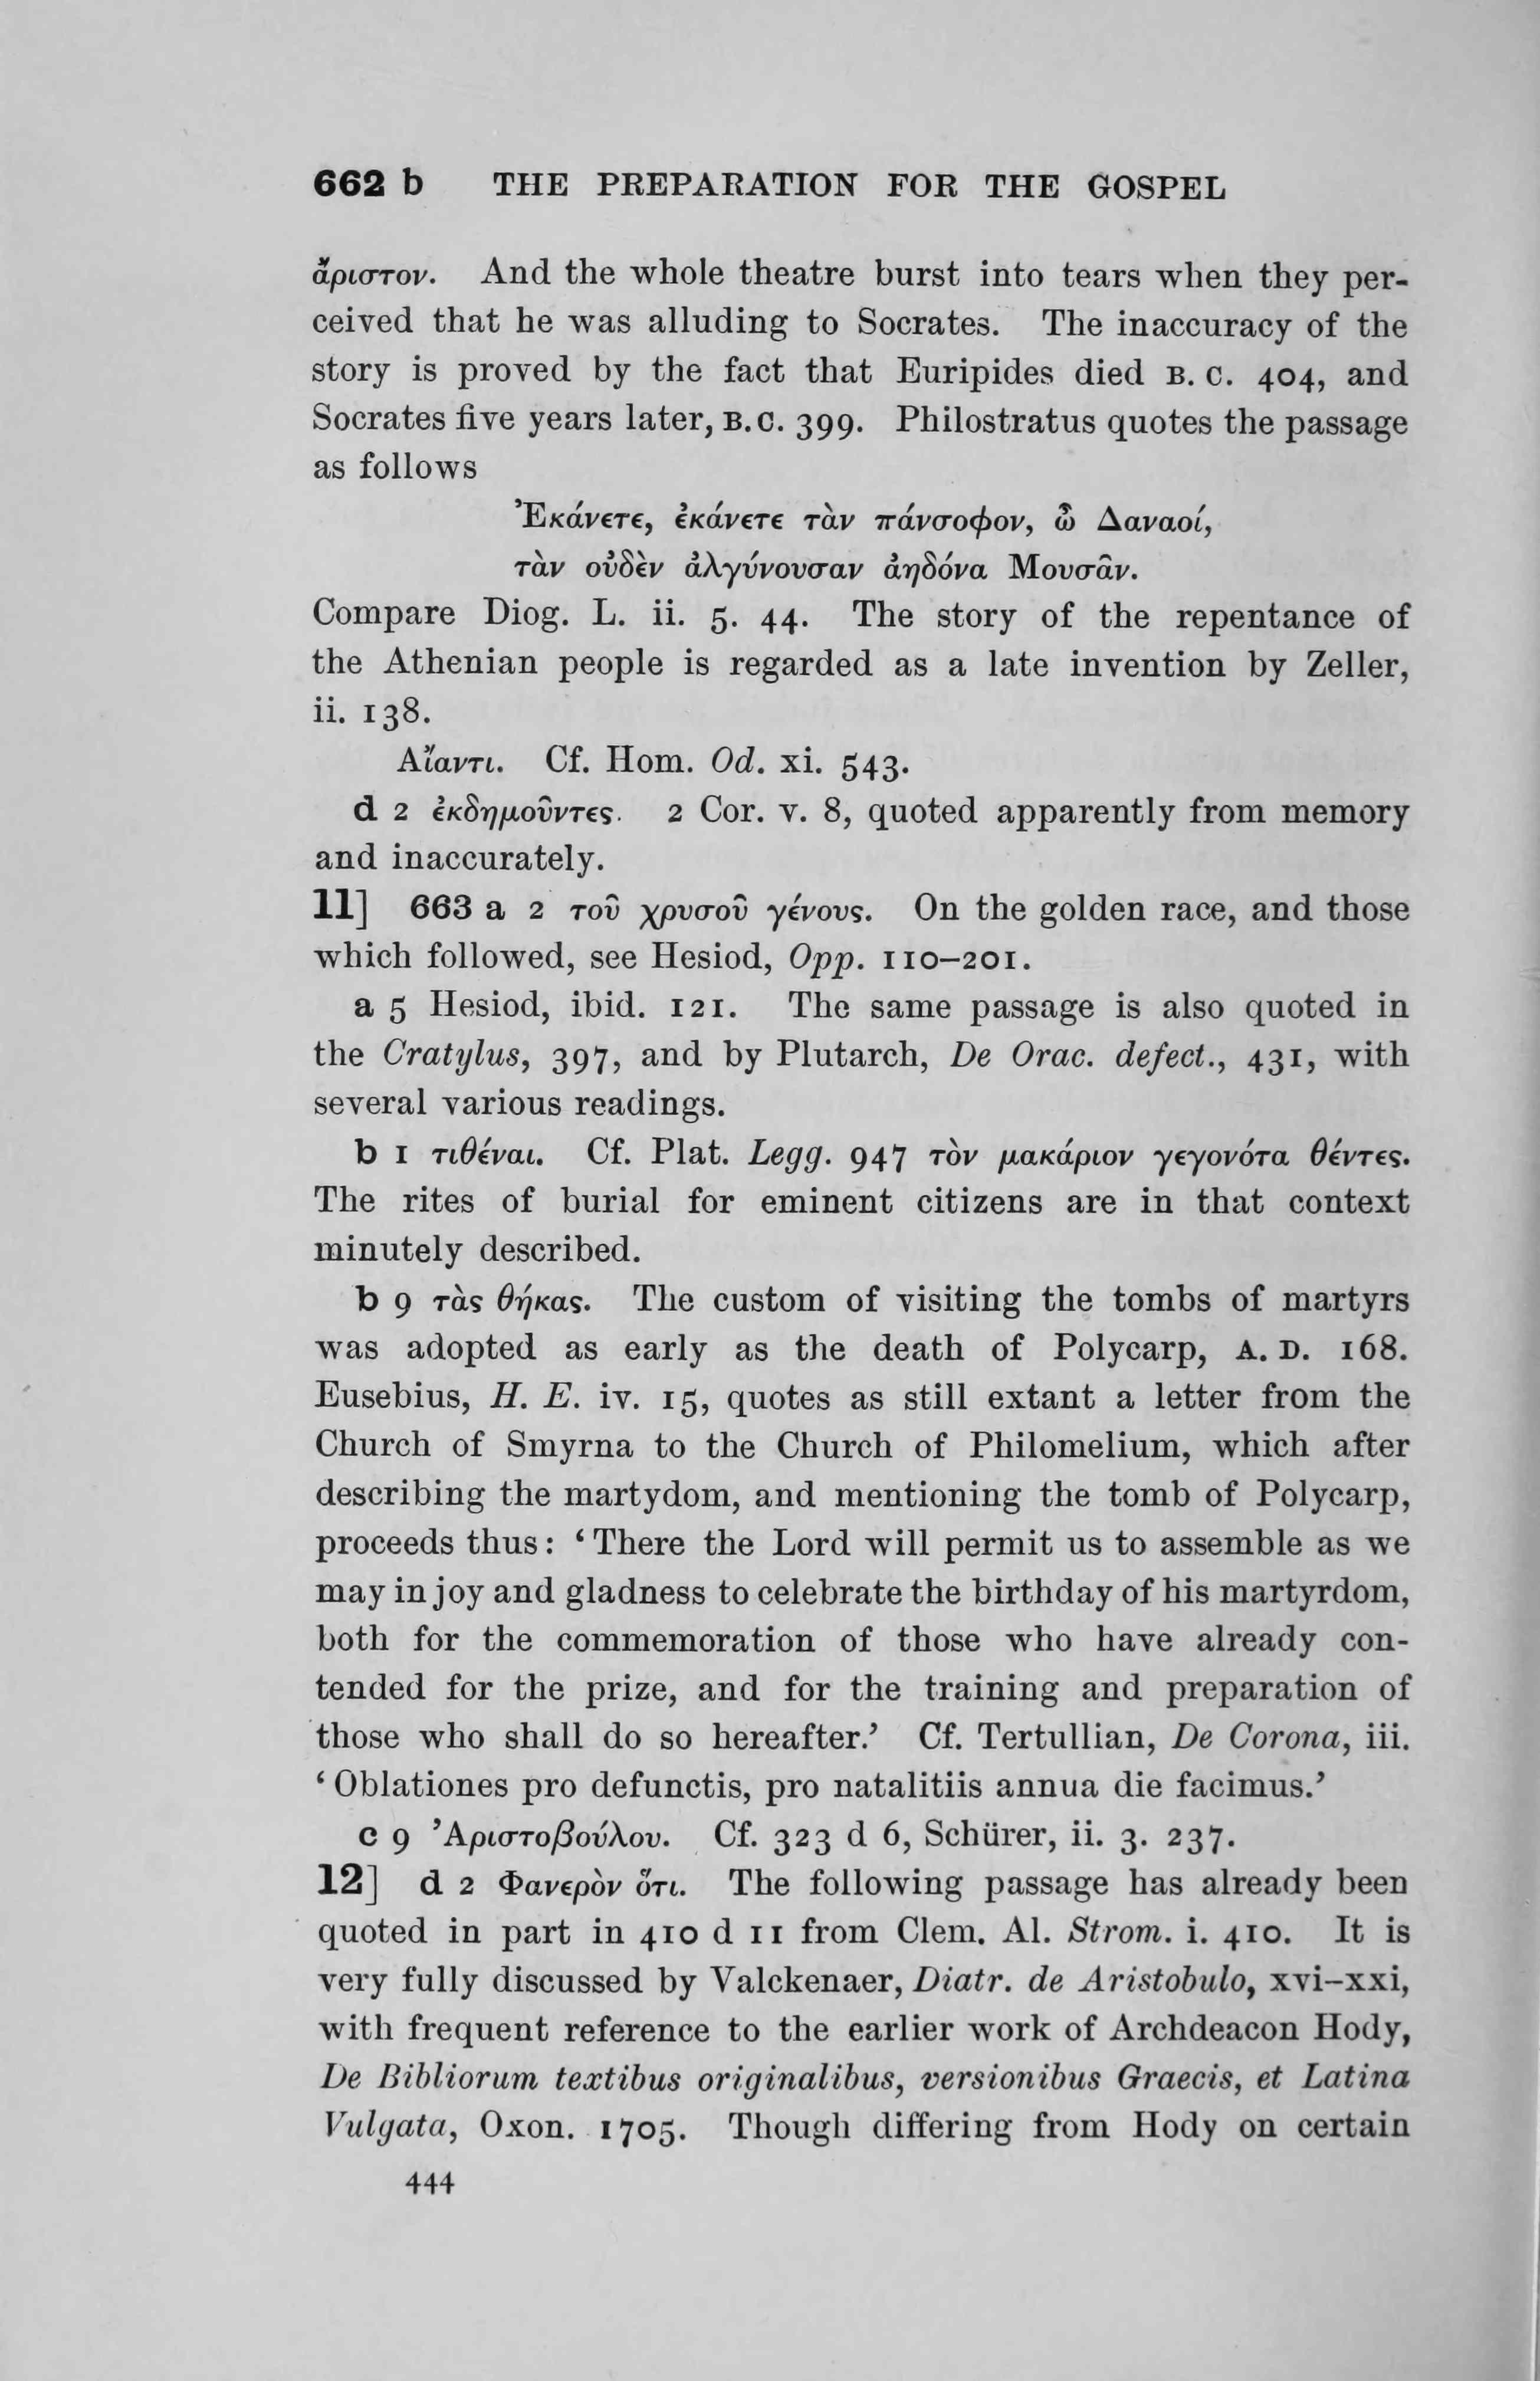 662 b THE PREPARATION FOR THE GOSPEL
ἄριστον. And the whole theatre burst into tears when they per-
ceived that he was alluding to Socrates. The inaccuracy of the
story is proved by the fact that Euripides died B. C. 404, and
Socrates five years later, B.C. 399. Philostratus quotes the passage
as follows
Ἐκάνετε, ἐκάνετε τὰν πάνσοφον, ὦ Δαναοί,
τὰν οὐδὲν ἀλγύνουσαν ἀηδόνα Μουσᾶν.
Compare Diog. L. ii. 5. 44. The story of the repentance of
the Athenian people is regarded as a late invention by Zeller,
ii. 138.
Αἴαντι. Cf. Hom. Od. xi. 543.
d 2 ἐκδημοῦντες. 2 Cor. v. 8, quoted apparently from memory
and inaccurately.
11] 663 a 2 τοῦ χρυσοῦ γένους. On the golden race, and those
which followed, see Hesiod, Opp. 110–201.
a 5 Hesiod, ibid. 121. The same passage is also quoted in
the Cratylus, 397, and by Plutarch, De Orac. defect., 431, with
several various readings.
b 1 τιθέναι. Cf. Plat. Legg. 947 τὸν μακάριον γεγονότα θέντες.
The rites of burial for eminent citizens are in that context
minutely described.
b 9 τὰς θήκας. The custom of visiting the tombs of martyrs
was adopted as early as the death of Polycarp, A. D. 168.
Eusebius, H. E. iv. 15, quotes as still extant a letter from the
Church of Smyrna to the Church of Philomelium, which after
describing the martydom, and mentioning the tomb of Polycarp,
proceeds thus: ‘There the Lord will permit us to assemble as we
may in joy and gladness to celebrate the birthday of his martyrdom,
both for the commemoration of those who have already con-
tended for the prize, and for the training and preparation of
those who shall do so hereafter.’ Cf. Tertullian, De Corona, iii.
‘Oblationes pro defunctis, pro natalitiis annua die facimus.’
c 9 Ἀριστοβούλου. Cf. 323 d 6, Schürer, ii. 3. 237.
12] d 2 Φανερὸν ὅτι. The following passage has already been
quoted in part in 410 d 11 from Clem. Al. Strom. i. 410. It is
very fully discussed by Valckenaer, Diatr. de Aristobulo, xvi–xxi,
with frequent reference to the earlier work of Archdeacon Hody,
De Bibliorum textibus originalibus, versionibus Graecis, et Latina
Vulgata, Oxon. 1705. Though differing from Hody on certain
444